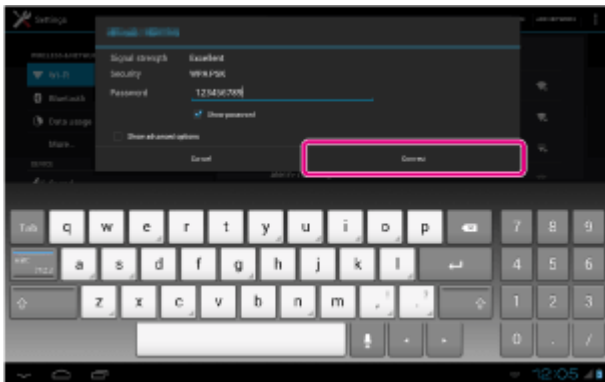 Settings
Signal strength Excellent
Security WPA PSK
Password 123456789
Show password
Show advanced options
Cancel Connect
Wi-Fi
Bluetooth
Data usage
More...
DEVICE
Tab q w e r t y u i o p 7 8 9
a s d f g h j k l 4 5 6
z x c v b n m , . 1 2 3
0 . /
12:05